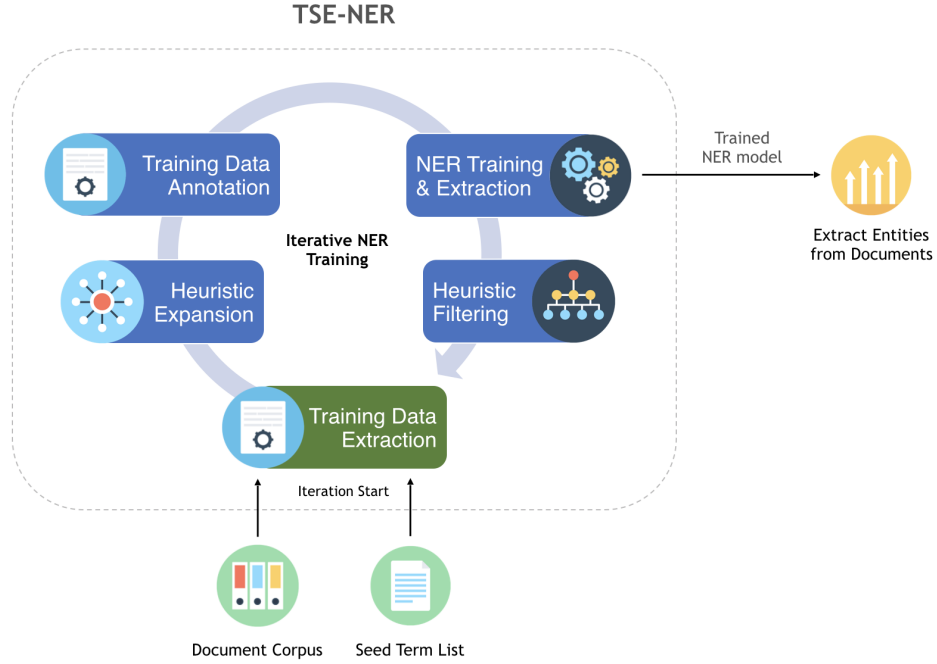 TSE-NER
Training Data
Annotation
NER Training
& Extraction
Trained
NER model
Extract Entities
from Documents
Iterative NER
Training
Heuristic
Expansion
Heuristic
Filtering
Training Data
Extraction
Iteration Start
Document Corpus
Seed Term List